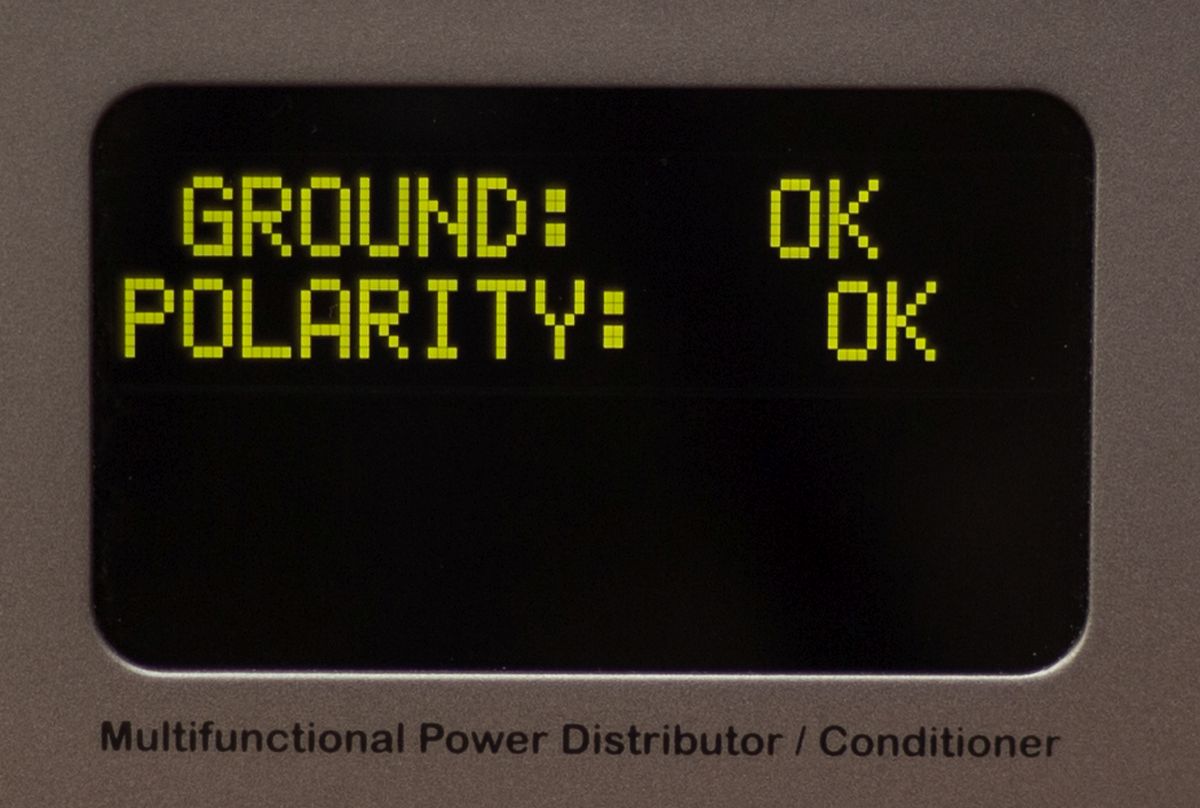 GROUND: OK
POLARITY: OK
Multifunctional Power Distributor / Conditioner